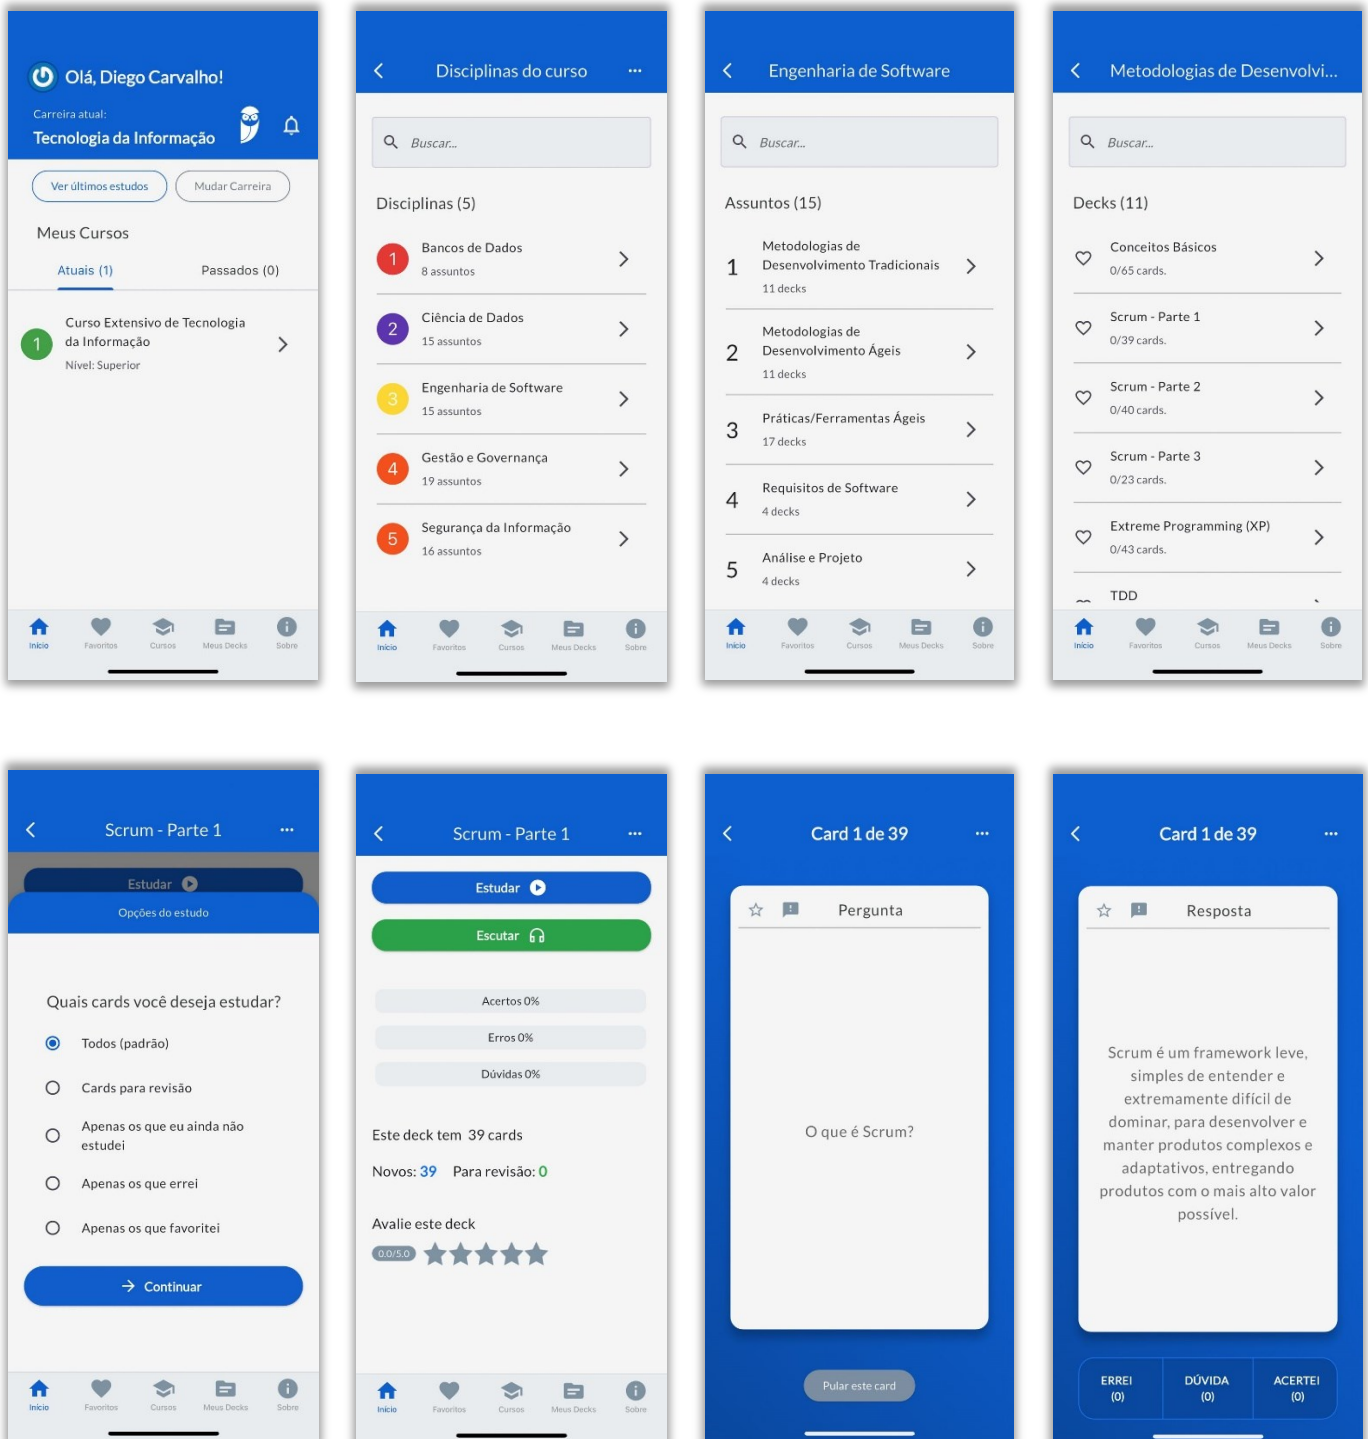 Olá, Diego Carvalho!
Carreira atual:
Tecnologia da Informação
Ver últimos estudos
Mudar Carreira
Meus Cursos
Atuais (1)
Passados (0)
1
Curso Extensivo de Tecnologia
da Informação
Nível: Superior
Início
Favoritos
Cursos
Meus Decks
Sobre
Disciplinas do curso
Buscar...
Disciplinas (5)
1
Bancos de Dados
8 assuntos
2
Ciência de Dados
15 assuntos
3
Engenharia de Software
15 assuntos
4
Gestão e Governança
19 assuntos
5
Segurança da Informação
16 assuntos
Início
Favoritos
Cursos
Meus Decks
Sobre
Engenharia de Software
Buscar...
Assuntos (15)
1
Metodologias de
Desenvolvimento Tradicionais
11 decks
2
Metodologias de
Desenvolvimento Ágeis
11 decks
3
Práticas/Ferramentas Ágeis
17 decks
4
Requisitos de Software
4 decks
5
Análise e Projeto
4 decks
Início
Favoritos
Cursos
Meus Decks
Sobre
Metodologias de Desenvolvi...
Buscar...
Decks (11)
Conceitos Básicos
0/65 cards.
Scrum - Parte 1
0/39 cards.
Scrum - Parte 2
0/40 cards.
Scrum - Parte 3
0/23 cards.
Extreme Programming (XP)
0/43 cards.
TDD
Início
Favoritos
Cursos
Meus Decks
Sobre
Scrum - Parte 1
Estudar
Opções do estudo
Quais cards você deseja estudar?
Todos (padrão)
Cards para revisão
Apenas os que eu ainda não
estudei
Apenas os que errei
Apenas os que favoritei
Continuar
Início
Favoritos
Cursos
Meus Decks
Sobre
Scrum - Parte 1
Estudar
Escutar
Acertos 0%
Erros 0%
Dúvidas 0%
Este deck tem 39 cards
Novos: 39 Para revisão: 0
Avalie este deck
0.0/5.0
Início
Favoritos
Cursos
Meus Decks
Sobre
Card 1 de 39
Pergunta
O que é Scrum?
Pular este card
Card 1 de 39
Resposta
Scrum é um framework leve,
simples de entender e
extremamente difícil de
dominar, para desenvolver e
manter produtos complexos e
adaptativos, entregando
produtos com o mais alto valor
possível.
ERREI
(0)
DÚVIDA
(0)
ACERTEI
(0)